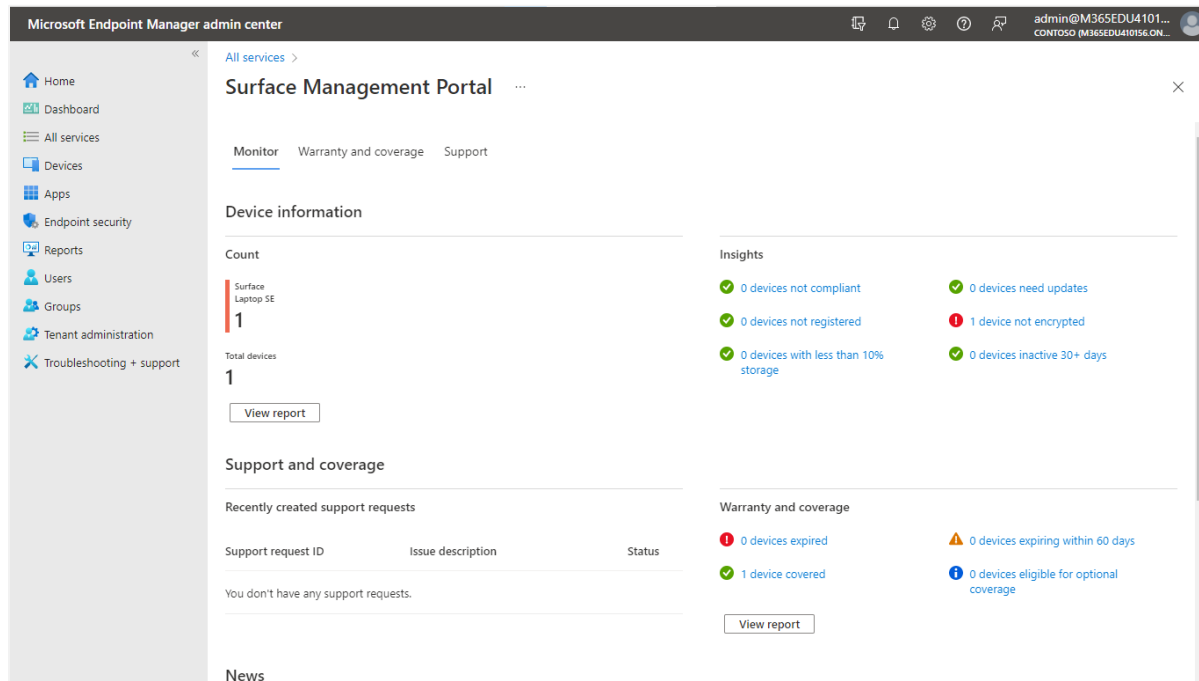 Microsoft Endpoint Manager admin center
admin@M365EDU4101...
CONTOSO (M365EDU410156.ON...
«
Home
Dashboard
All services
Devices
Apps
Endpoint security
Reports
Users
Groups
Tenant administration
Troubleshooting + support
All services >
Surface Management Portal ...
Monitor Warranty and coverage Support
Device information
Count
Surface
Laptop SE
1
Total devices
1
View report
Insights
0 devices not compliant
0 devices need updates
0 devices not registered
1 device not encrypted
0 devices with less than 10%
storage
0 devices inactive 30+ days
Support and coverage
Recently created support requests
Support request ID Issue description Status
You don't have any support requests.
Warranty and coverage
0 devices expired
0 devices expiring within 60 days
1 device covered
0 devices eligible for optional
coverage
View report
News